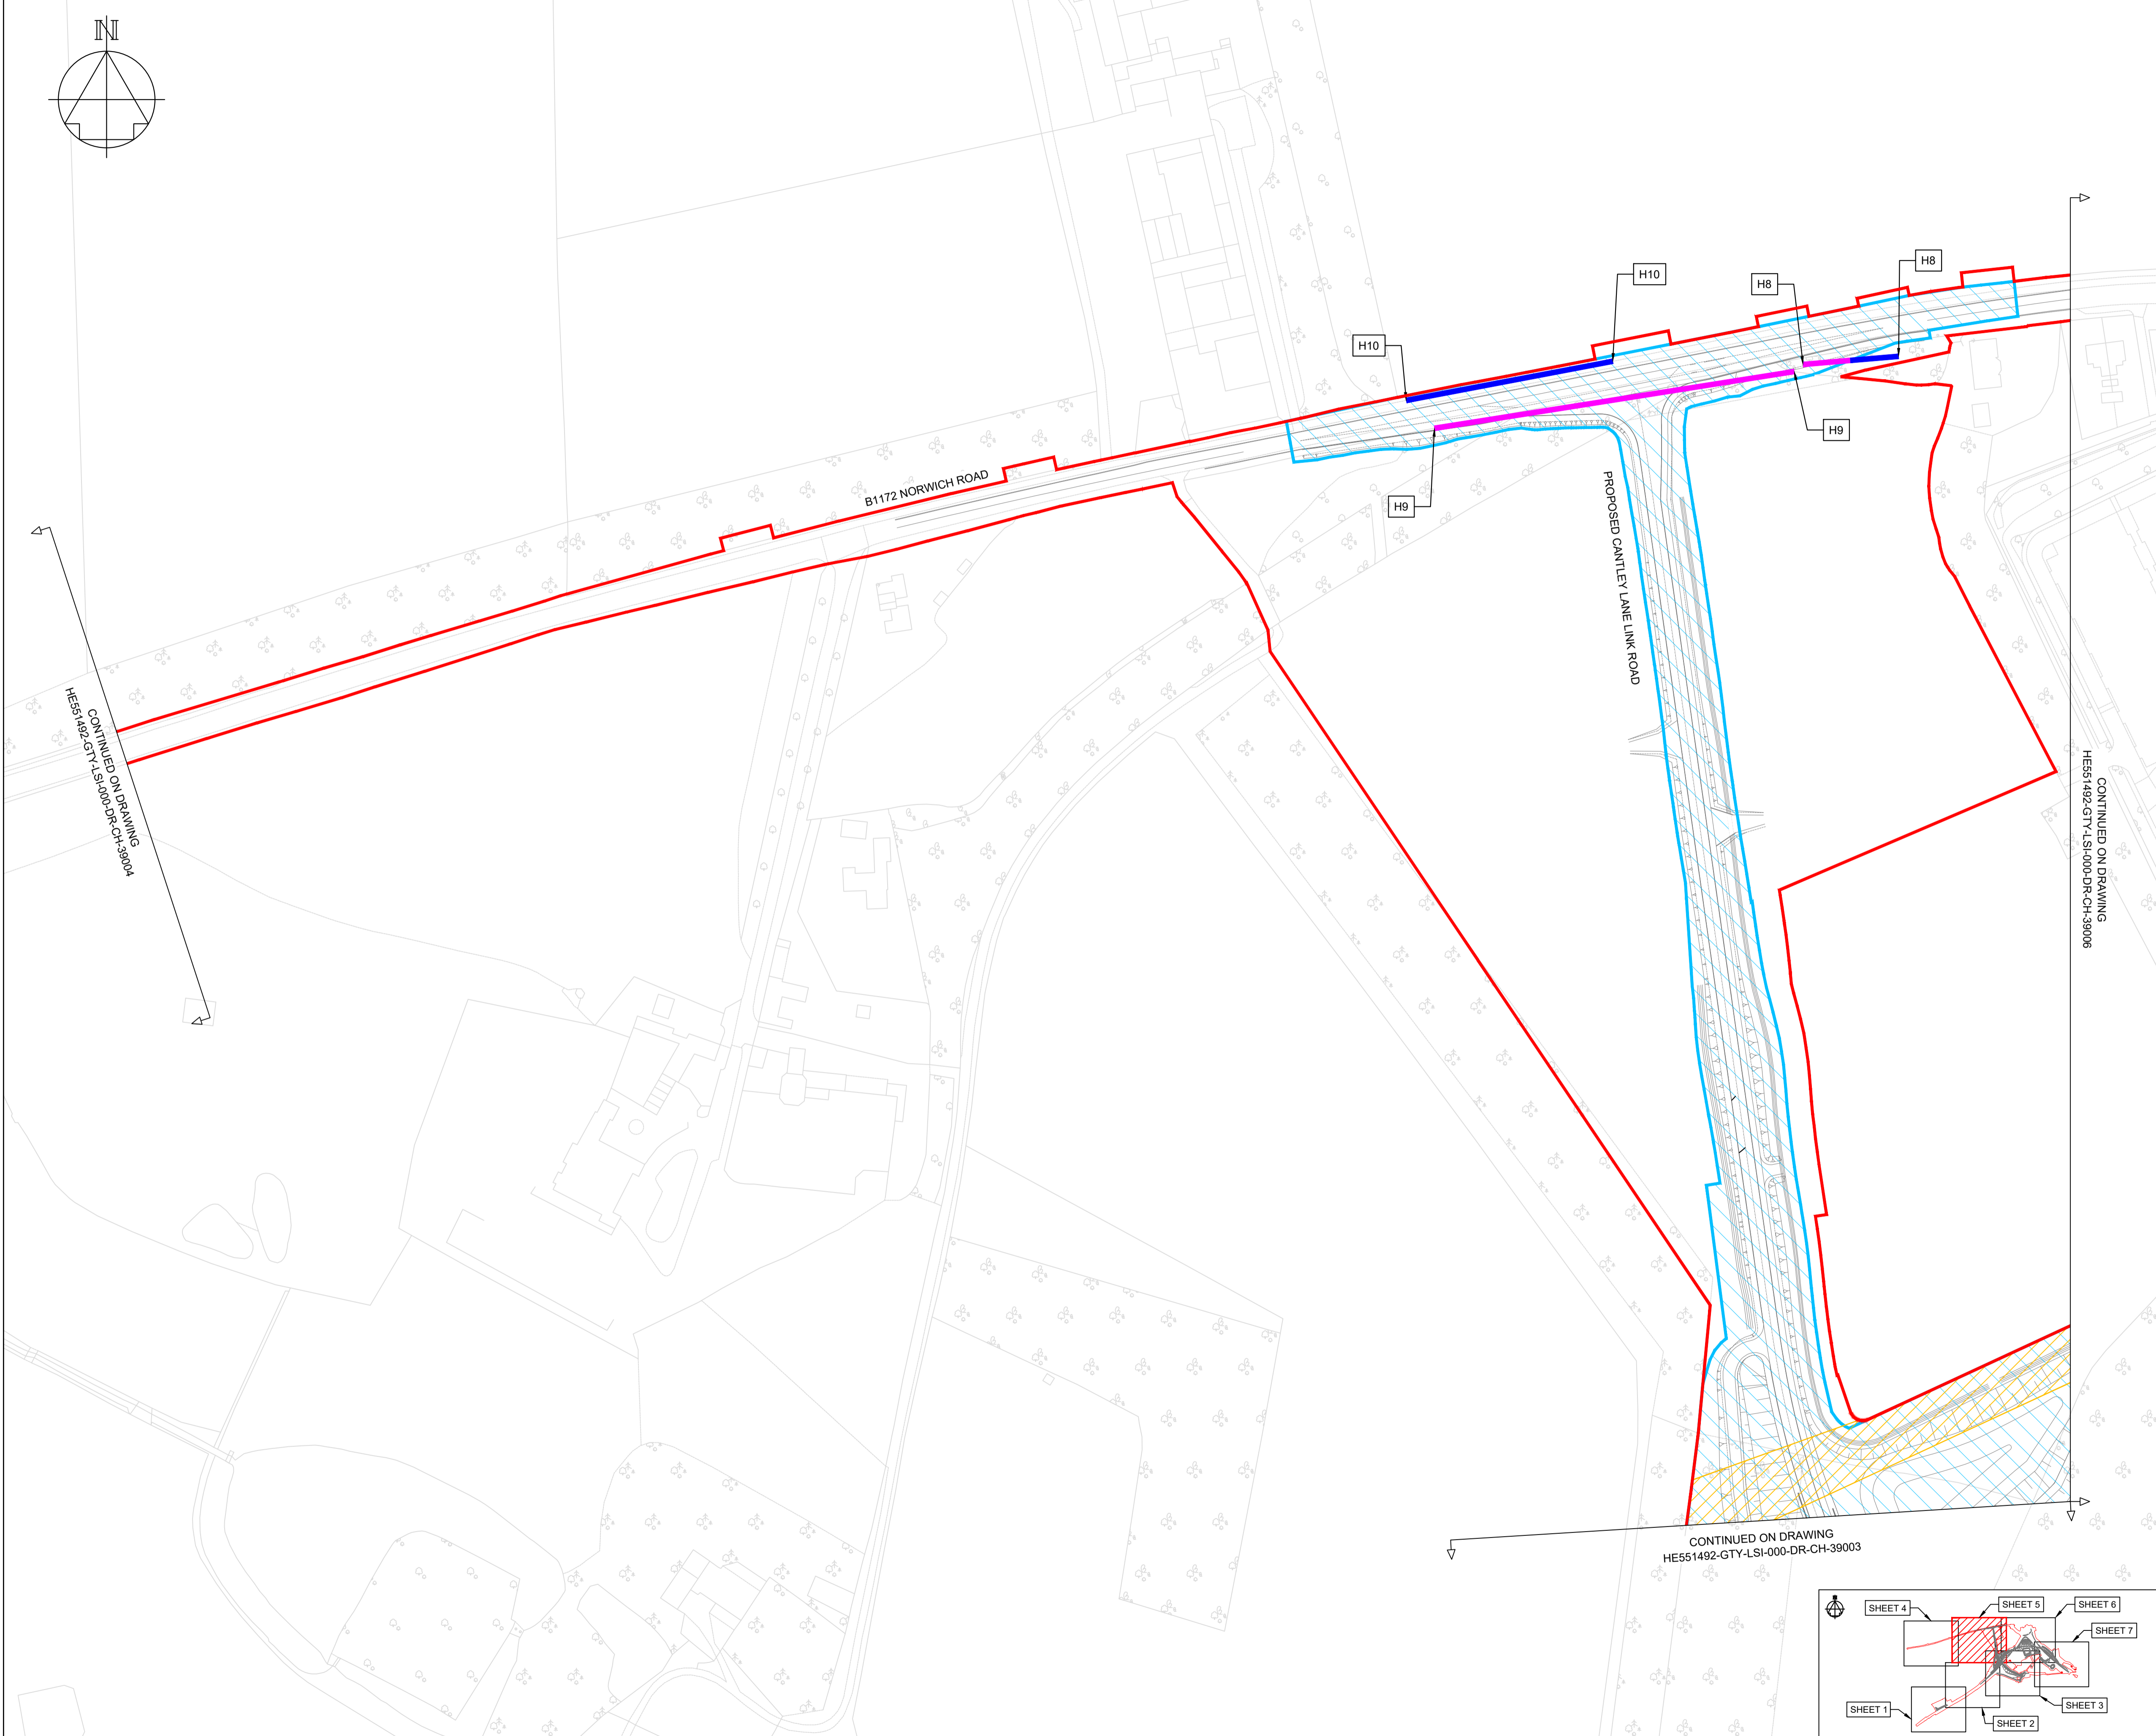 N
H8
H10
H8
H10
H9
H9
B1172 NORWICH ROAD
PROPOSED CANTLEY LANE LINK ROAD
CONTINUED ON DRAWING
HE551492-GTY-LSI-000-DR-CH-39004
CONTINUED ON DRAWING
HE551492-GTY-LSI-000-DR-CH-39006
CONTINUED ON DRAWING
HE551492-GTY-LSI-000-DR-CH-39003
SHEET 4
SHEET 5
SHEET 6
SHEET 7
SHEET 1
SHEET 3
SHEET 2